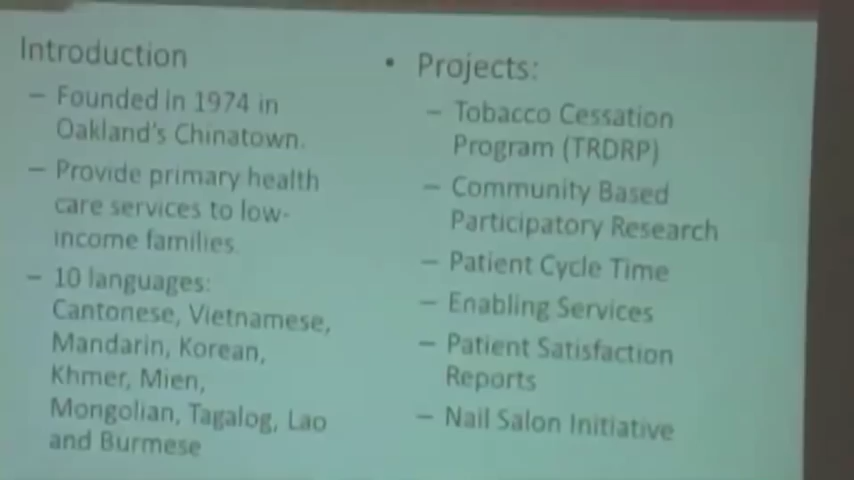 Introduction
– Founded in 1974 in
Oakland's Chinatown.
– Provide primary health
care services to low-
income families.
– 10 languages:
Cantonese, Vietnamese,
Mandarin, Korean,
Khmer, Mien,
Mongolian, Tagalog, Lao
and Burmese
• Projects:
– Tobacco Cessation
Program (TRDRP)
– Community Based
Participatory Research
– Patient Cycle Time
– Enabling Services
– Patient Satisfaction
Reports
– Nail Salon Initiative